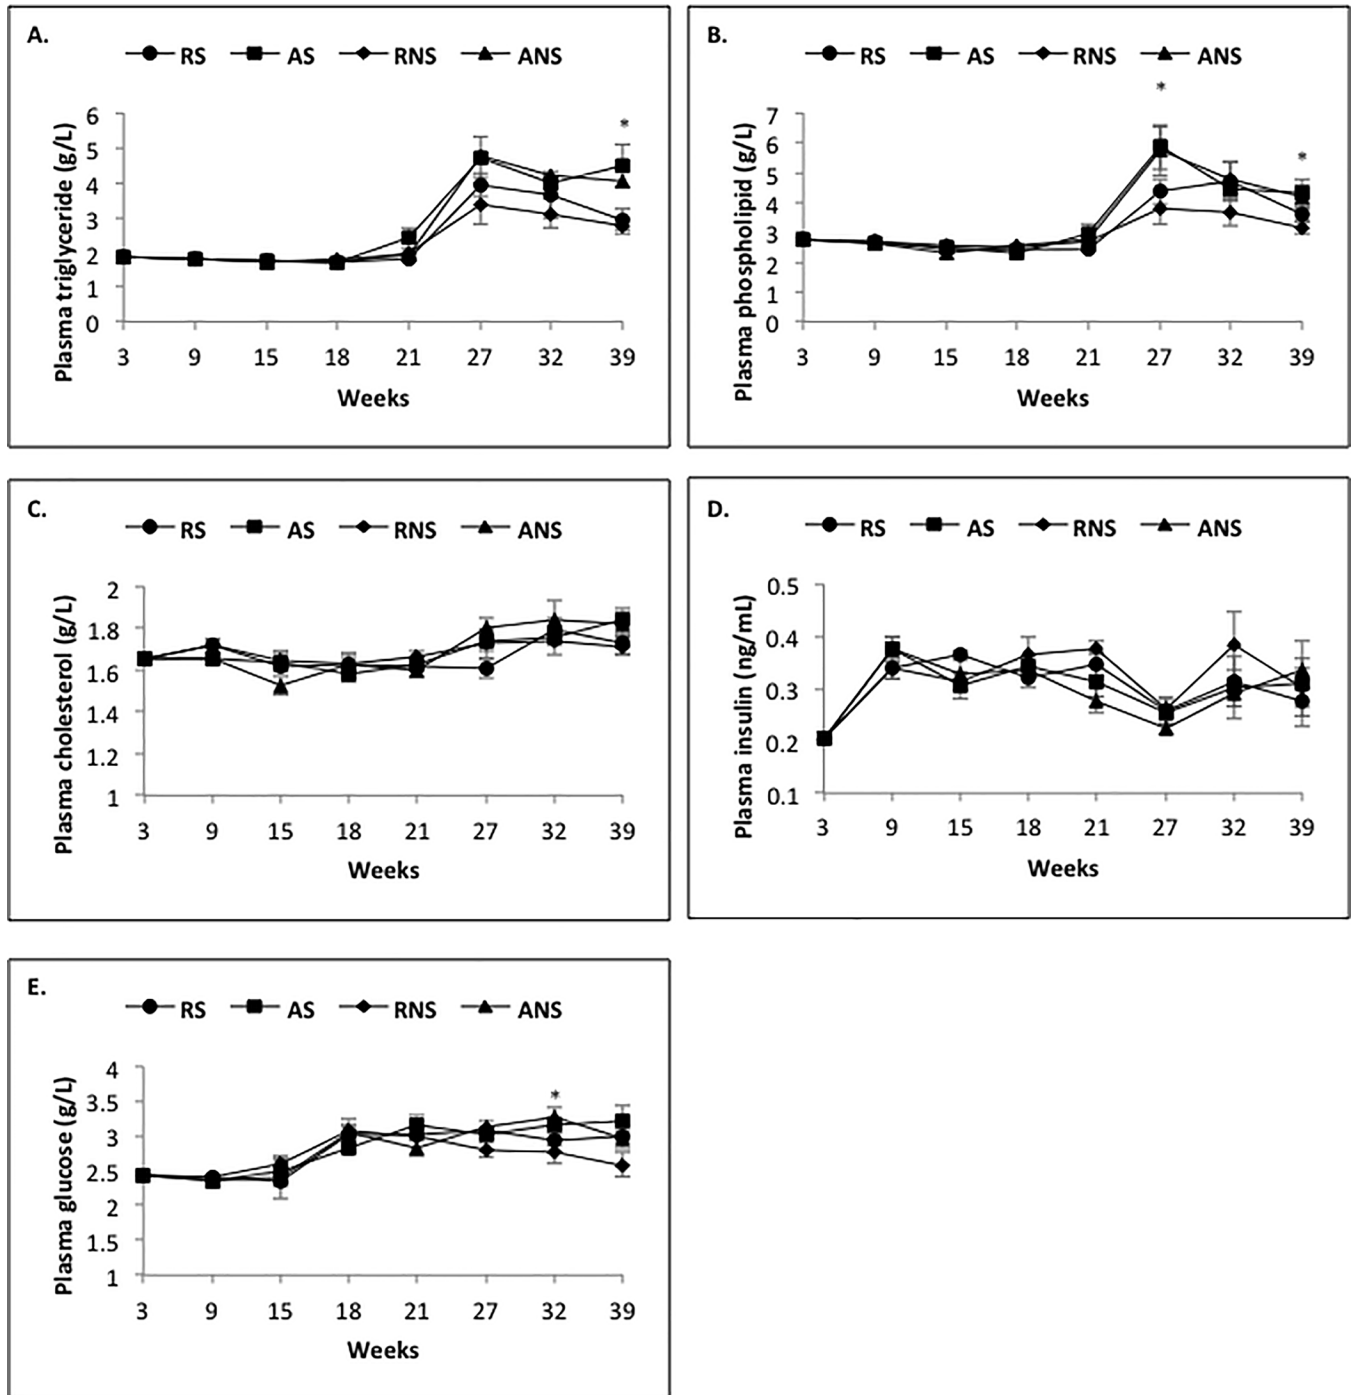 A.
RS AS RNS ANS
*
Plasma triglyceride (g/L)
6
5
4
3
2
1
0
3 9 15 18 21 27 32 39
Weeks
B.
RS AS RNS ANS
*
*
Plasma phospholipid (g/L)
7
6
5
4
3
2
1
0
3 9 15 18 21 27 32 39
Weeks
C.
RS AS RNS ANS
Plasma cholesterol (g/L)
2
1.8
1.6
1.4
1.2
1
3 9 15 18 21 27 32 39
Weeks
D.
RS AS RNS ANS
Plasma insulin (ng/mL)
0.5
0.4
0.3
0.2
0.1
3 9 15 18 21 27 32 39
Weeks
E.
RS AS RNS ANS
*
Plasma glucose (g/L)
4
3.5
3
2.5
2
1.5
1
3 9 15 18 21 27 32 39
Weeks